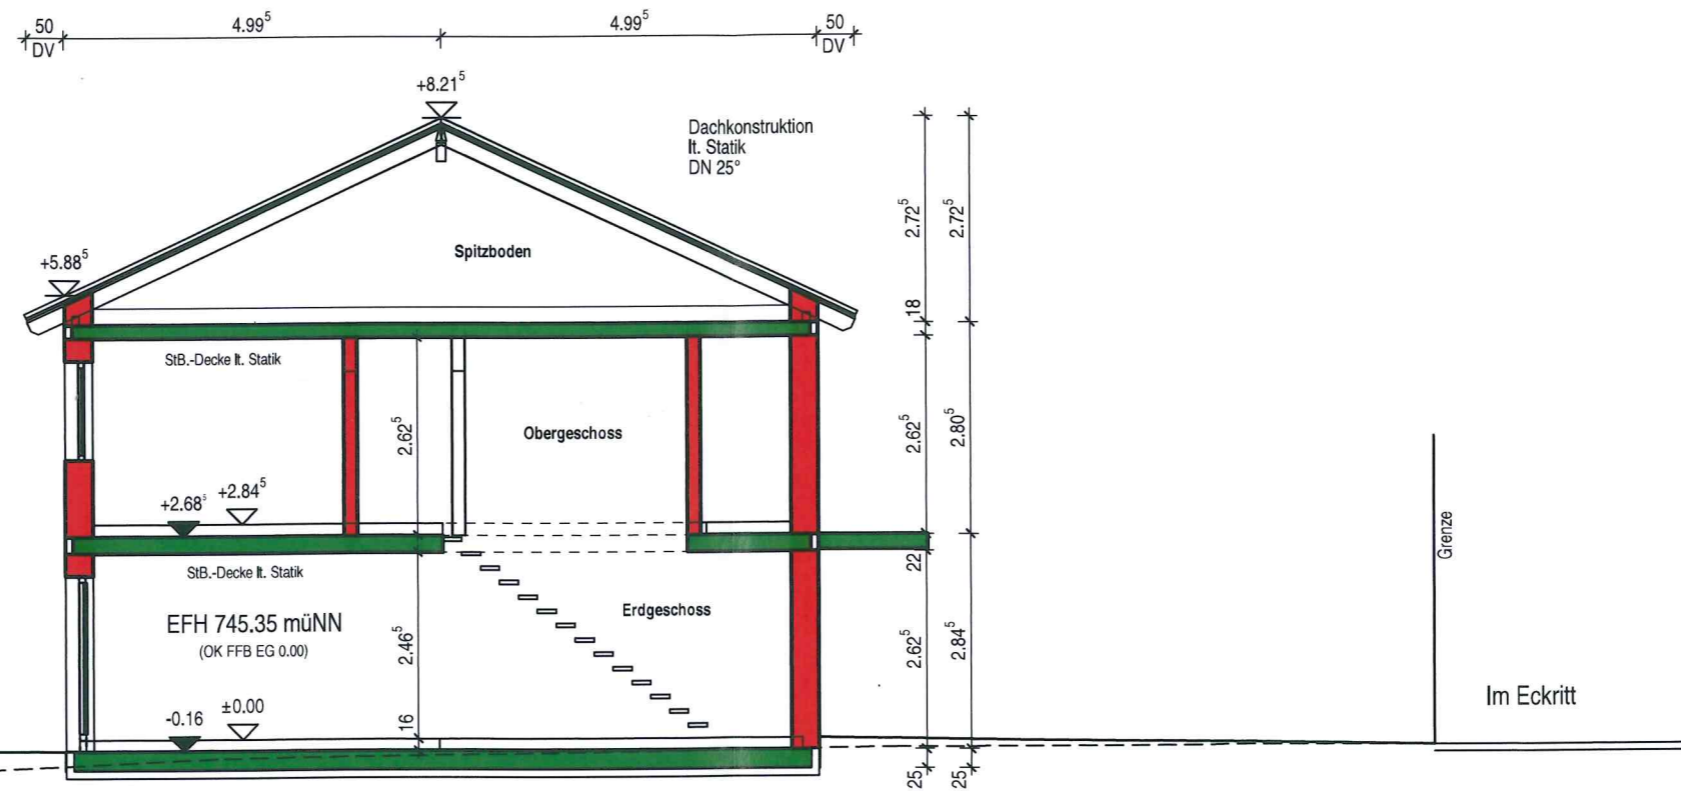 50
DV
4.99⁵
4.99⁵
50
DV
+8.21⁵
Dachkonstruktion
lt. Statik
DN 25°
2.72⁵
2.72⁵
Spitzboden
+5.88⁵
18
StB.-Decke lt. Statik
2.62⁵
Obergeschoss
2.62⁵
2.80⁵
+2.68⁵
+2.84⁵
Grenze
StB.-Decke lt. Statik
22
EFH 745.35 müNN
(OK FFB EG 0.00)
2.46⁵
Erdgeschoss
2.62⁵
2.84⁵
Im Eckritt
-0.16
±0.00
16
25
25